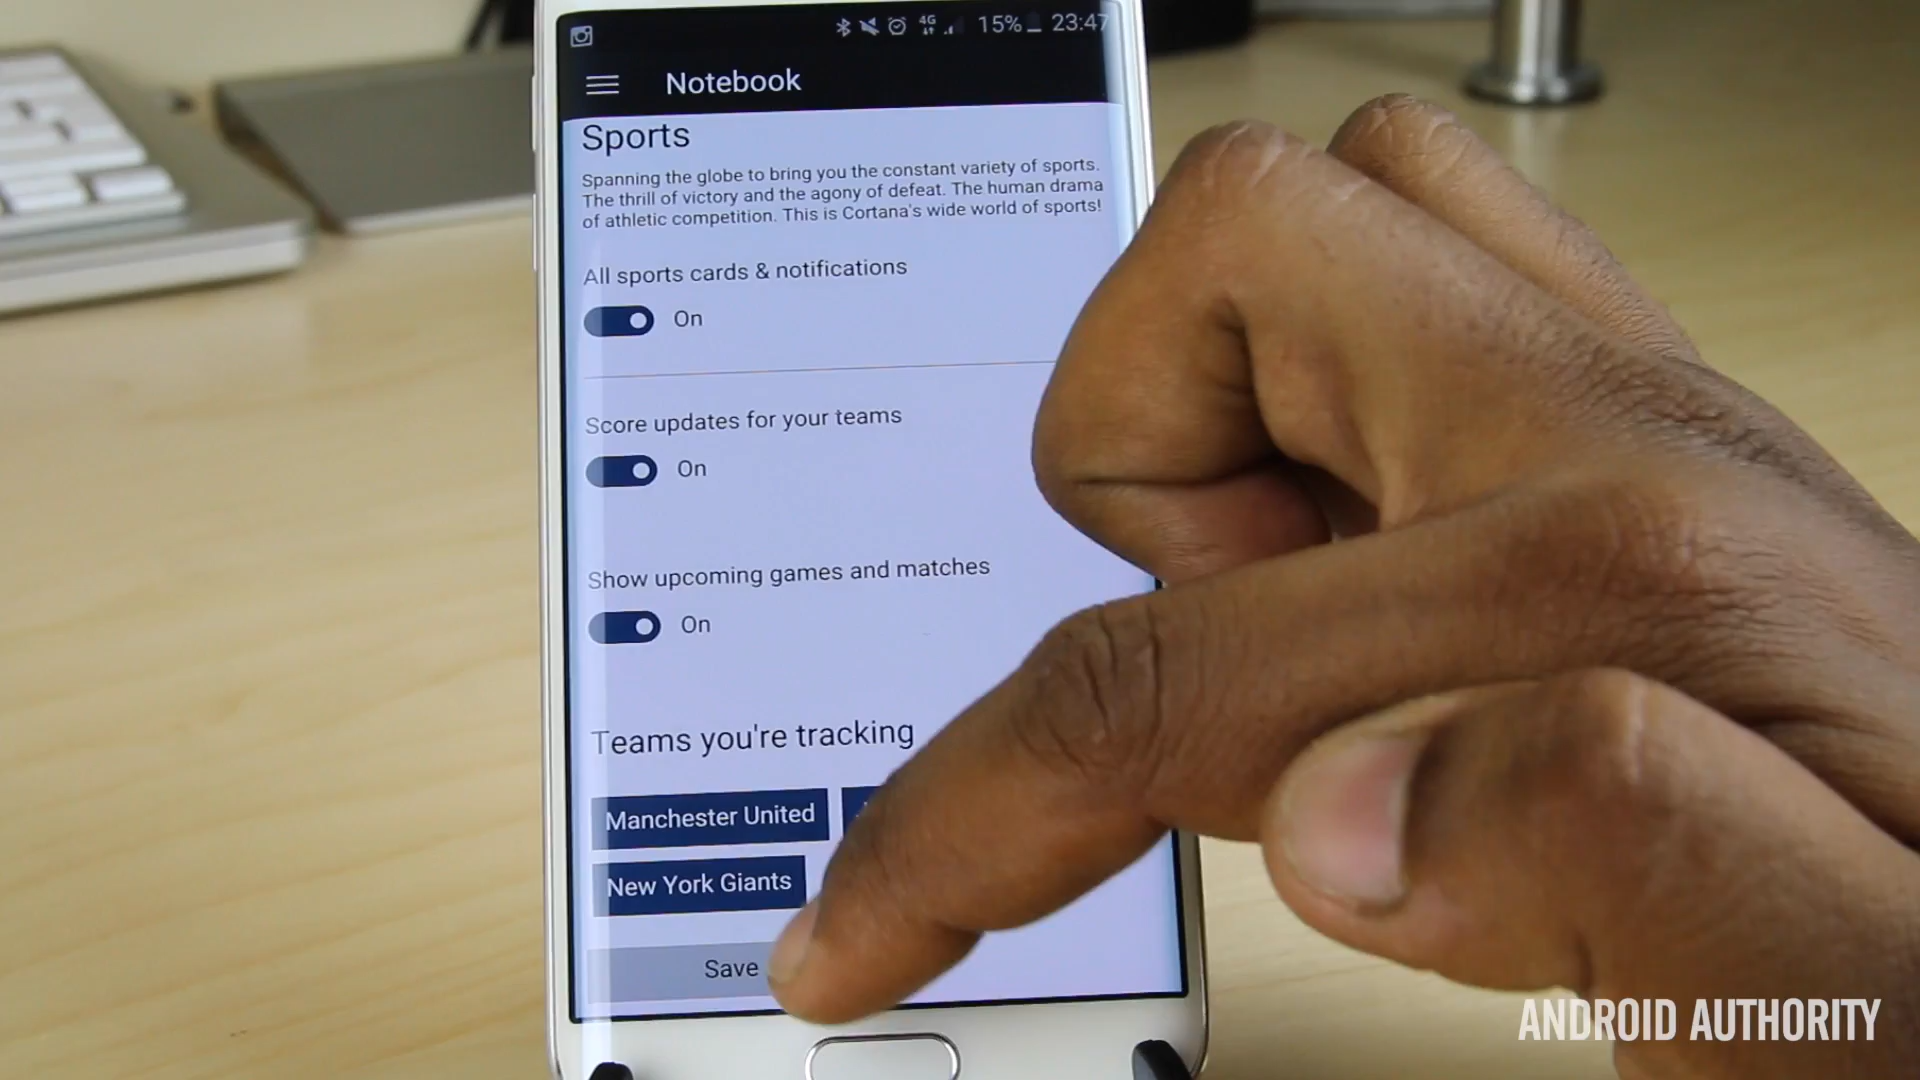 4G 15% 23:47
Notebook
Sports
Spanning the globe to bring you the constant variety of sports.
The thrill of victory and the agony of defeat. The human drama
of athletic competition. This is Cortana's wide world of sports!
All sports cards & notifications
On
Score updates for your teams
On
Show upcoming games and matches
On
Teams you're tracking
Manchester United
New York Giants
Save
ANDROID AUTHORITY